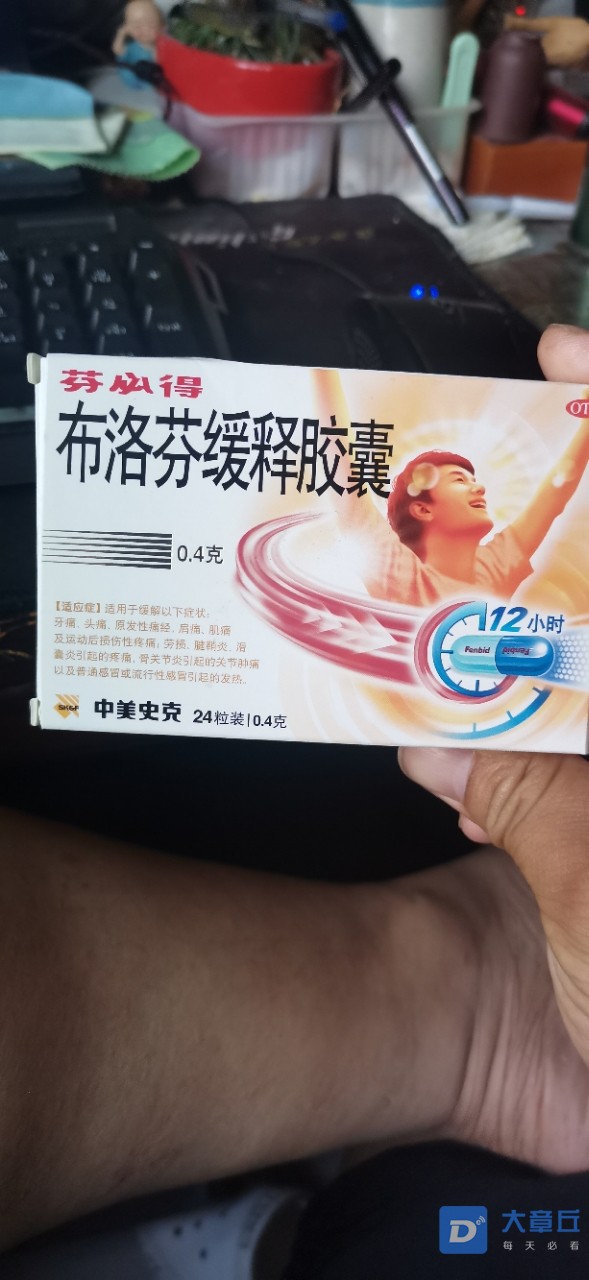 芬必得
布洛芬缓释胶囊
OT
0.4克
【适应症】适用于缓解以下症状:
牙痛、头痛、原发性痛经、肩痛、肌痛
及运动后损伤性疼痛;劳损、腱鞘炎、滑
囊炎引起的疼痛、骨关节炎引起的关节肿痛
以及普通感冒或流行性感冒引起的发热。
12小时
Fenbid Fenbid
SK&F
中美史克 24粒装|0.4克
D
大章丘
每天必看